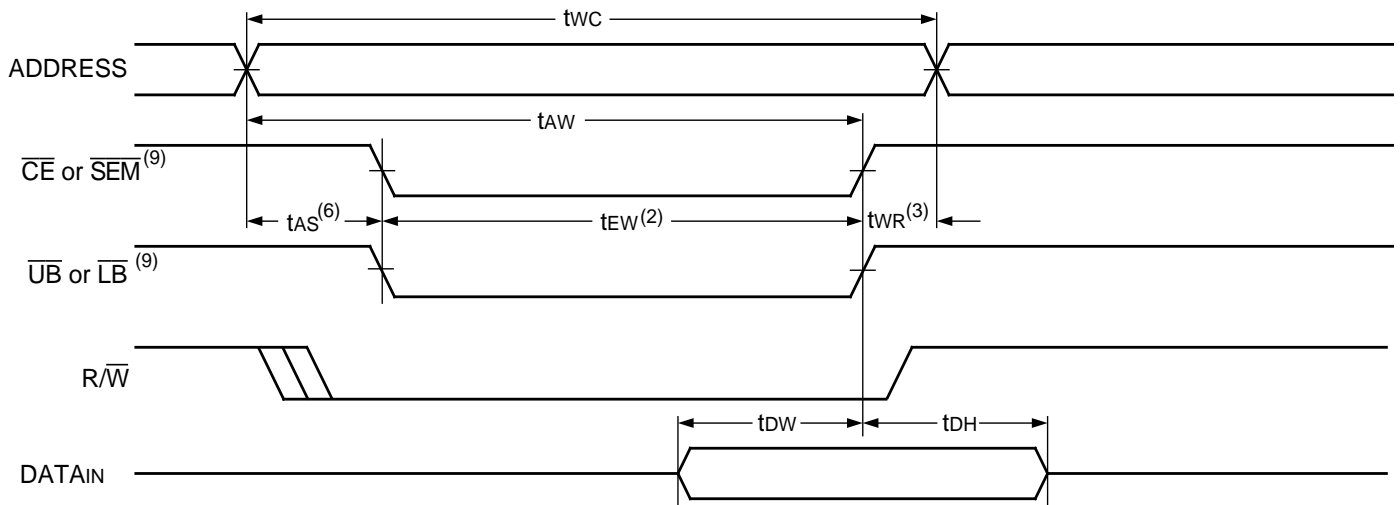 tWC
ADDRESS
tAW
CE or SEM(9)
tAS(6) tEW(2) tWR(3)
UB or LB (9)
R/W
tDW tDH
DATAIN